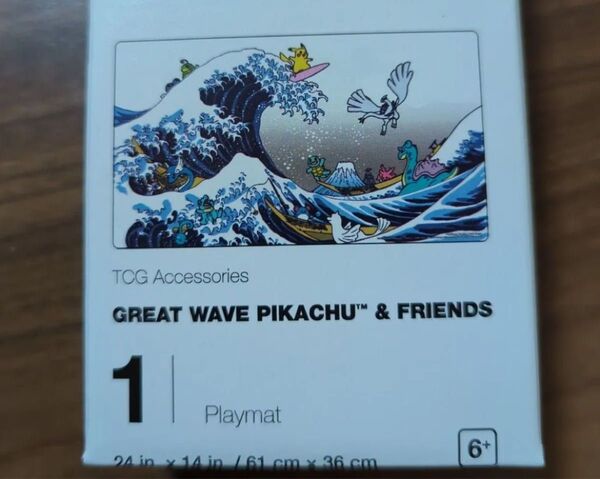 TCG Accessories
GREAT WAVE PIKACHU™ & FRIENDS
1
Playmat
24 in. x 14 in. / 61 cm x 36 cm
6+